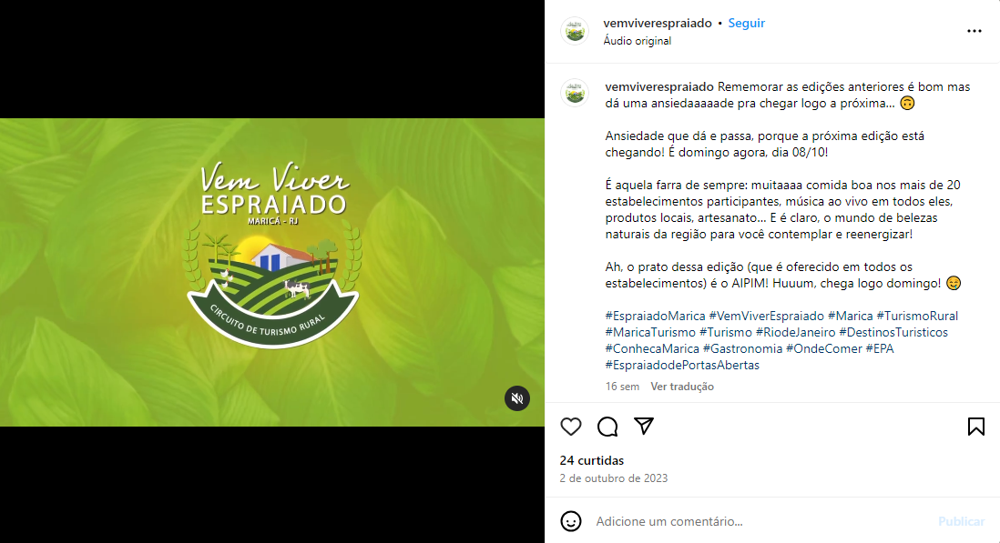 Vem Viver
ESPRAIADO
MARICÁ - RJ
CIRCUITO DE TURISMO RURAL
vemviverespraiado • Seguir
Áudio original
vemviverespraiado Rememorar as edições anteriores é bom mas
dá uma ansiedaaaaade pra chegar logo a próxima... 🙃
Ansiedade que dá e passa, porque a próxima edição está
chegando! É domingo agora, dia 08/10!
É aquela farra de sempre: muitaaaa comida boa nos mais de 20
estabelecimentos participantes, música ao vivo em todos eles,
produtos locais, artesanato... E é claro, o mundo de belezas
naturais da região para você contemplar e reenergizar!
Ah, o prato dessa edição (que é oferecido em todos os
estabelecimentos) é o AIPIM! Huuum, chega logo domingo! 😉
#EspraiadoMarica #VemViverEspraiado #Marica #TurismoRural
#MaricaTurismo #Turismo #RiodeJaneiro #DestinosTuristicos
#ConhecaMarica #Gastronomia #OndeComer #EPA
#EspraiadodePortasAbertas
16 sem Ver tradução
24 curtidas
2 de outubro de 2023
Adicione um comentário...
Publicar